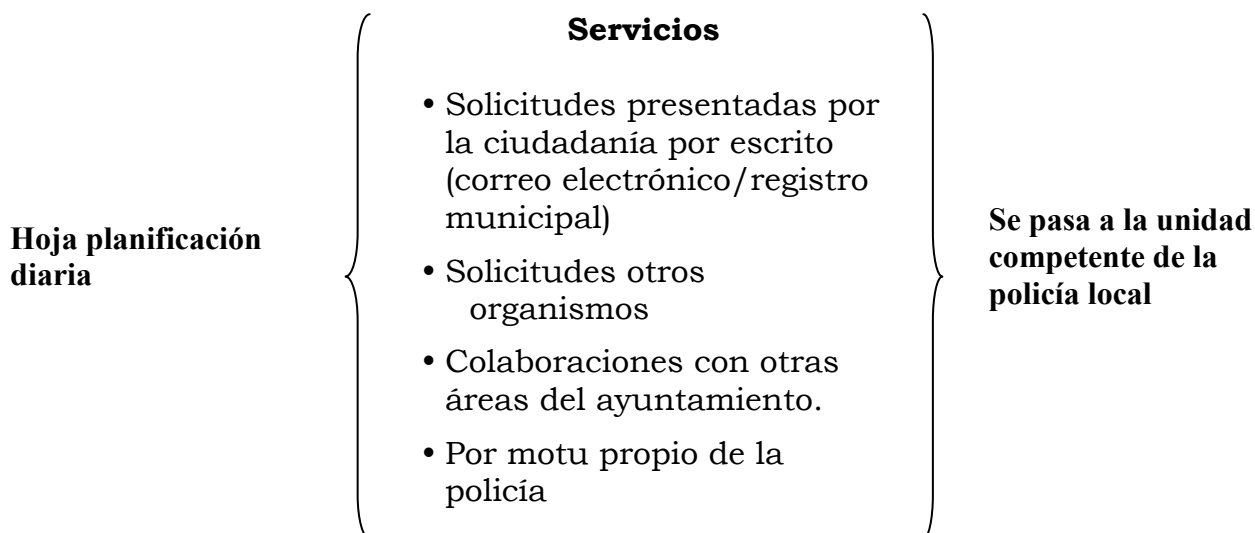 Servicios
Hoja planificación
diaria
• Solicitudes presentadas por
la ciudadanía por escrito
(correo electrónico/registro
municipal)
• Solicitudes otros
organismos
• Colaboraciones con otras
áreas del ayuntamiento.
• Por motu propio de la
policía
Se pasa a la unidad
competente de la
policía local